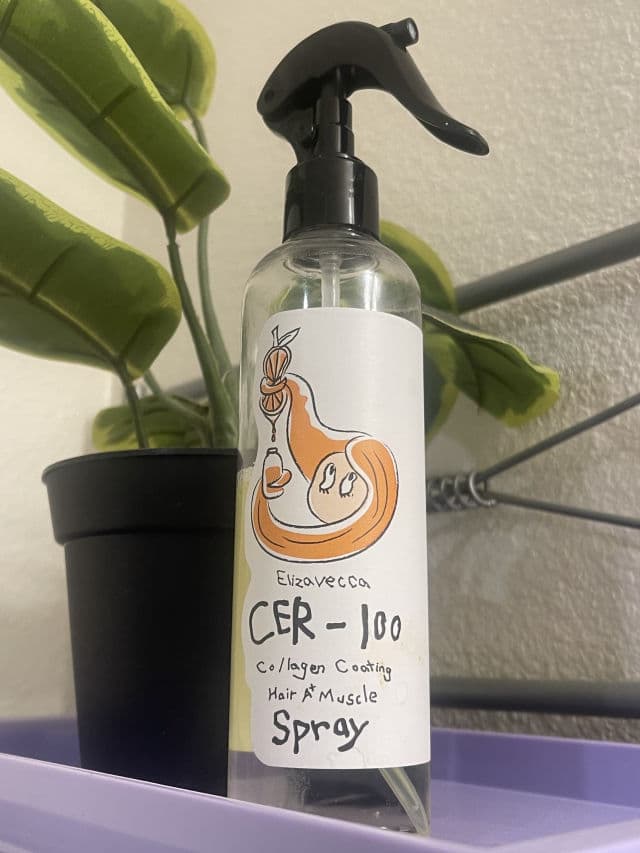 Elizavecca
CER-100
Collagen Coating
Hair A+ Muscle
Spray